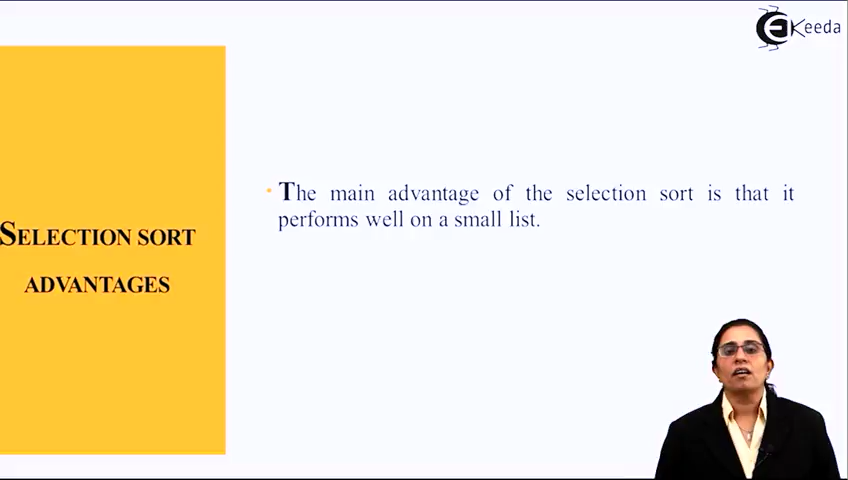 Keeda
SELECTION SORT
ADVANTAGES
The main advantage of the selection sort is that it
performs well on a small list.